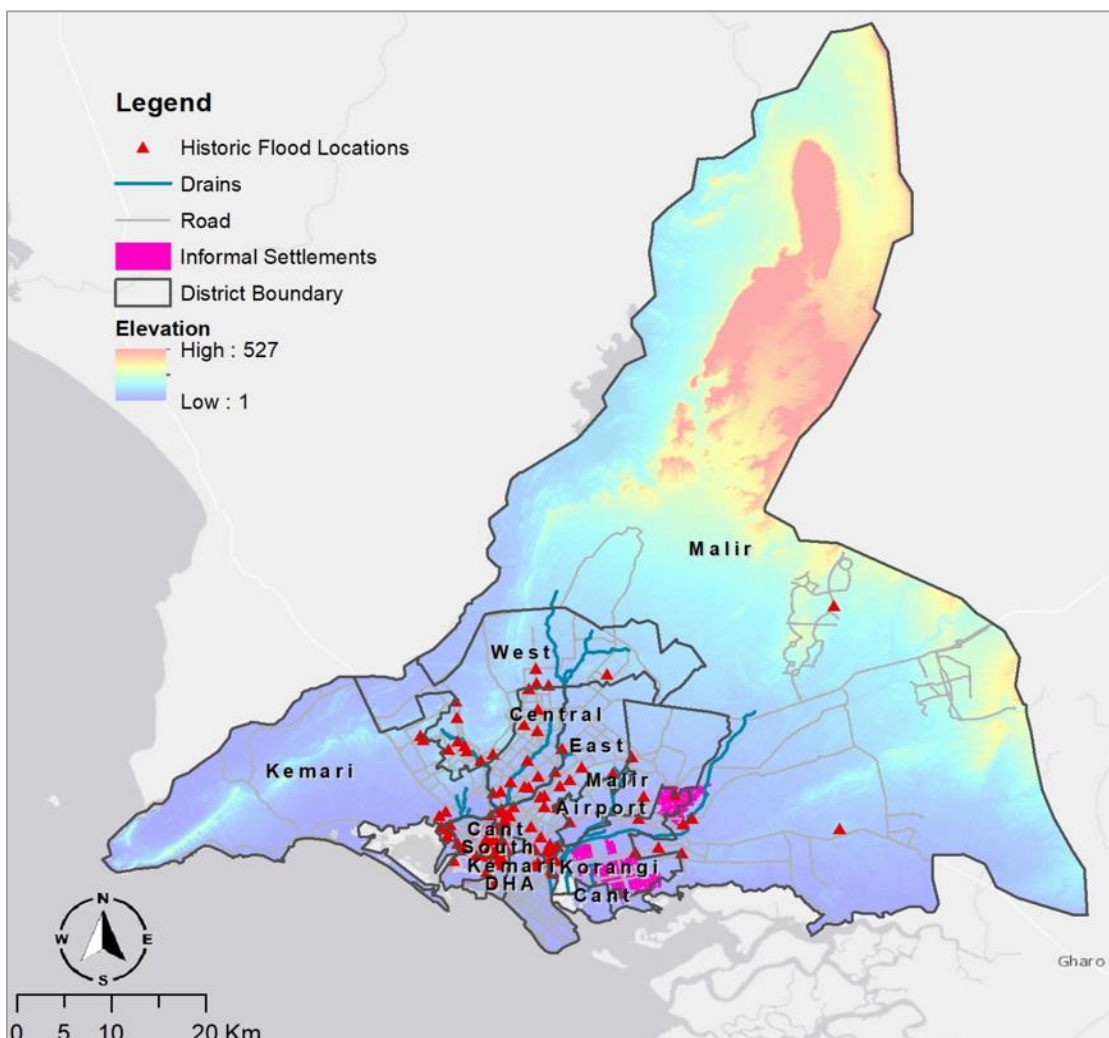 Legend
Historic Flood Locations
Drains
Road
Informal Settlements
District Boundary
Elevation
High : 527
Low : 1
Malir
West
Central
East
Kemari
Malir
Airport
Cant
South
Kemari Korangi
DHA
Cant
N
W E
S
Gharo
0 5 10 20 Km